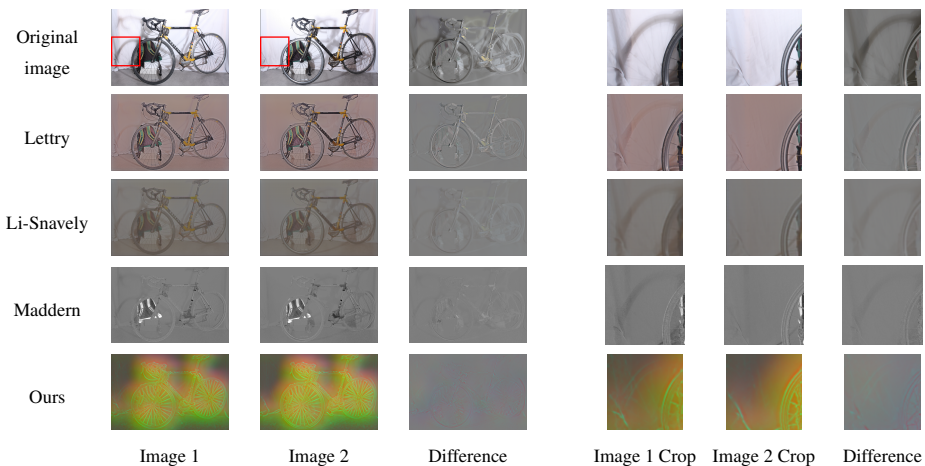 Original
image
Lettry
Li-Snavely
Maddern
Ours
Image 1
Image 2
Difference
Image 1 Crop
Image 2 Crop
Difference